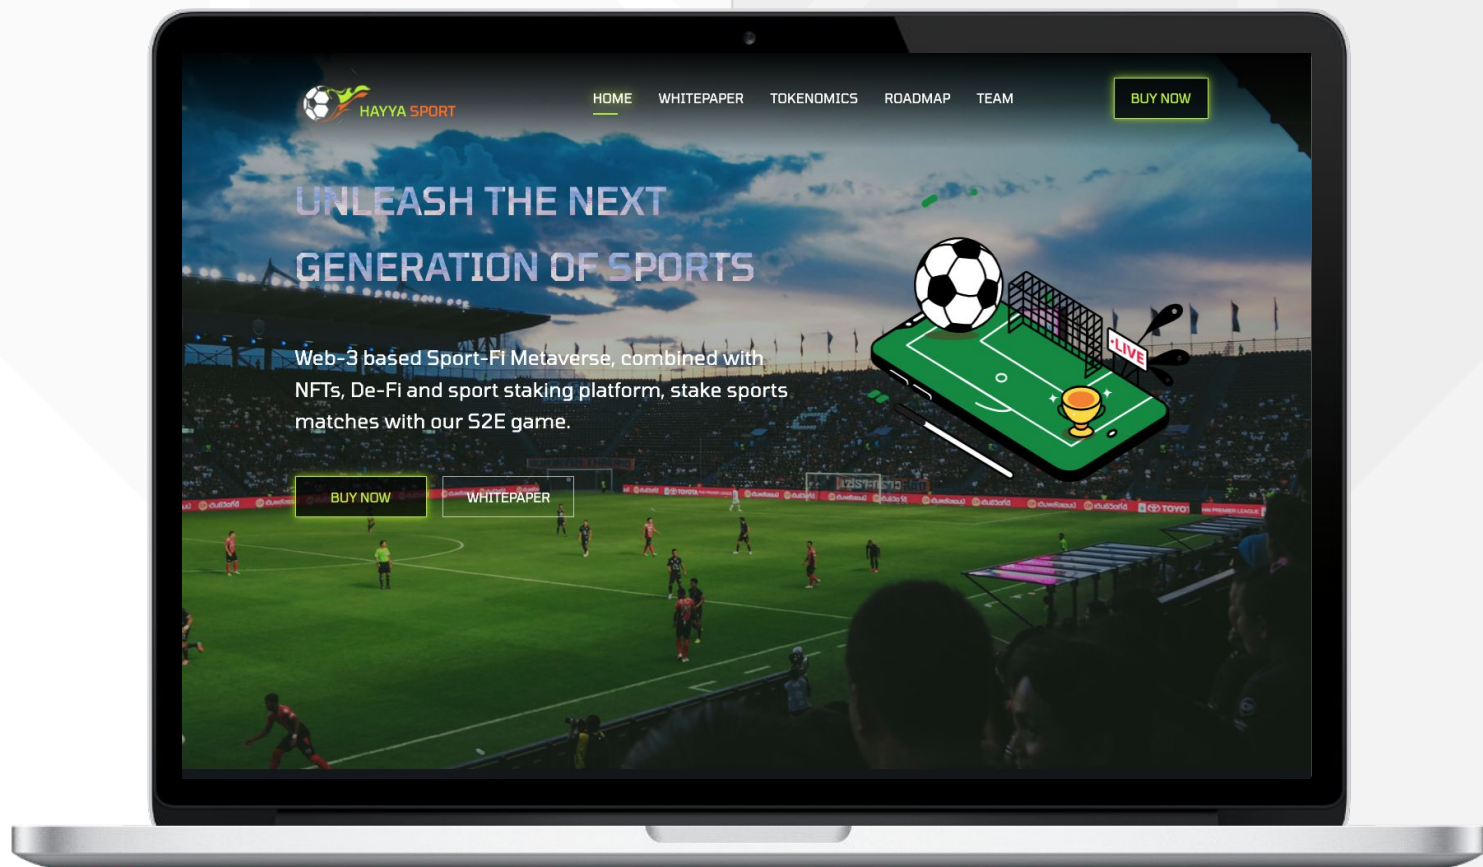 HAYYA SPORT
HOME WHITEPAPER TOKENOMICS ROADMAP TEAM
BUY NOW
UNLEASH THE NEXT
GENERATION OF SPORTS
Web-3 based Sport-Fi Metaverse, combined with
NFTs, De-Fi and sport staking platform, stake sports
matches with our S2E game.
LIVE
BUY NOW
WHITEPAPER
TOYOTA